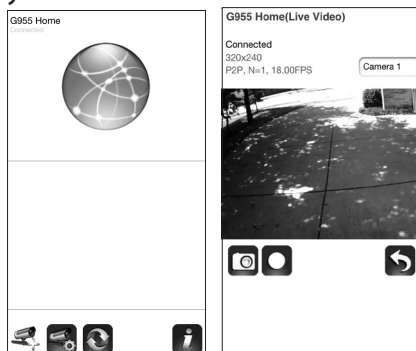 G955 Home
Connected
G955 Home(Live Video)
Connected
320x240
P2P, N=1, 18.00FPS
Camera 1
i